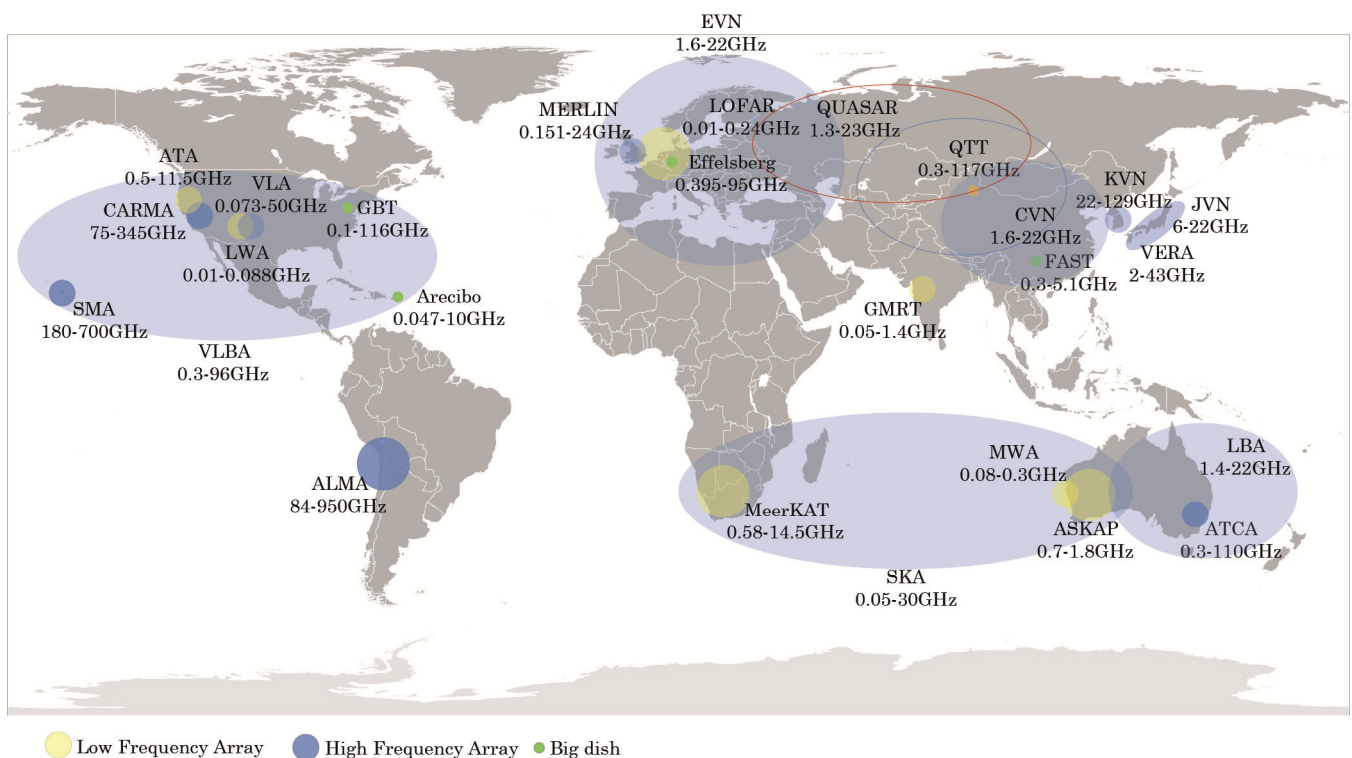 EVN
1.6-22GHz
MERLIN
0.151-24GHz
LOFAR
0.01-0.24GHz
QUASAR
1.3-23GHz
Effelsberg
0.395-95GHz
QTT
0.3-117GHz
ATA
0.5-11.5GHz
VLA
0.073-50GHz
CARMA
75-345GHz
GBT
0.1-116GHz
LWA
0.01-0.088GHz
KVN
22-129GHz
JVN
6-22GHz
CVN
1.6-22GHz
VERA
2-43GHz
FAST
0.3-5.1GHz
SMA
180-700GHz
Arecibo
0.047-10GHz
GMRT
0.05-1.4GHz
VLBA
0.3-96GHz
ALMA
84-950GHz
MWA
0.08-0.3GHz
LBA
1.4-22GHz
MeerKAT
0.58-14.5GHz
ASKAP
0.7-1.8GHz
ATCA
0.3-110GHz
SKA
0.05-30GHz
Low Frequency Array
High Frequency Array
Big dish